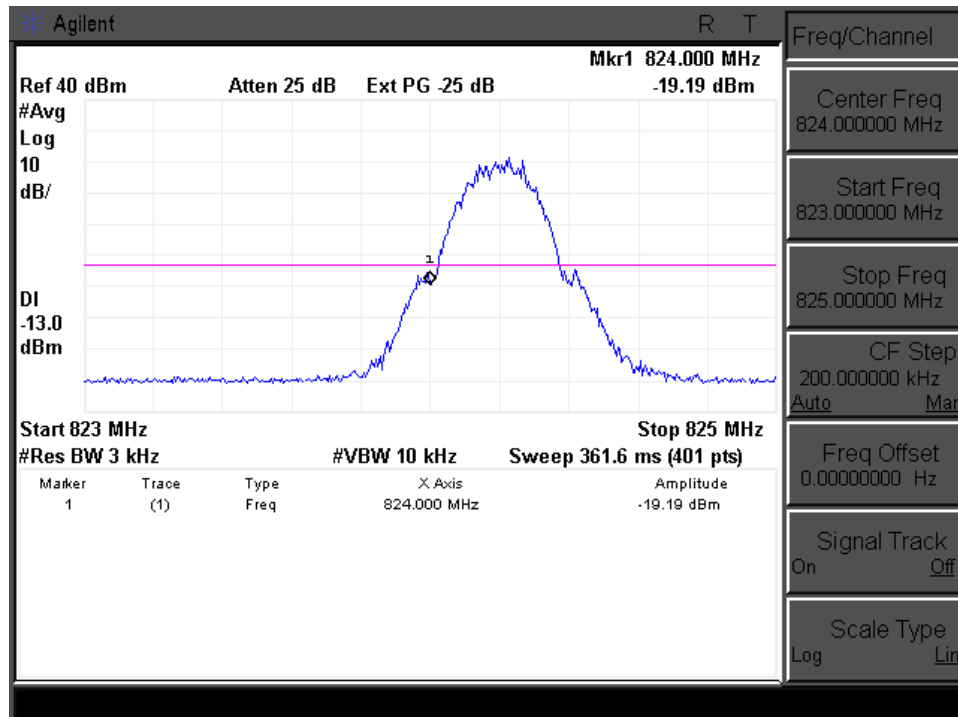 Agilent R T
Mkr1 824.000 MHz
Ref 40 dBm Atten 25 dB Ext PG -25 dB -19.19 dBm
#Avg
Log
10
dB/
1
DI
-13.0
dBm
Start 823 MHz Stop 825 MHz
#Res BW 3 kHz #VBW 10 kHz Sweep 361.6 ms (401 pts)
Marker Trace Type X Axis Amplitude
1 (1) Freq 824.000 MHz -19.19 dBm
Freq/Channel
Center Freq
824.000000 MHz
Start Freq
823.000000 MHz
Stop Freq
825.000000 MHz
CF Step
200.000000 kHz
Auto Man
Freq Offset
0.00000000 Hz
Signal Track
On Off
Scale Type
Log Lin